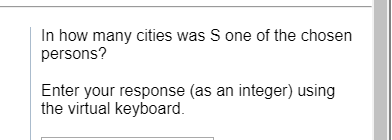 In how many cities was S one of the chosen
persons?
Enter your response (as an integer) using
the virtual keyboard.